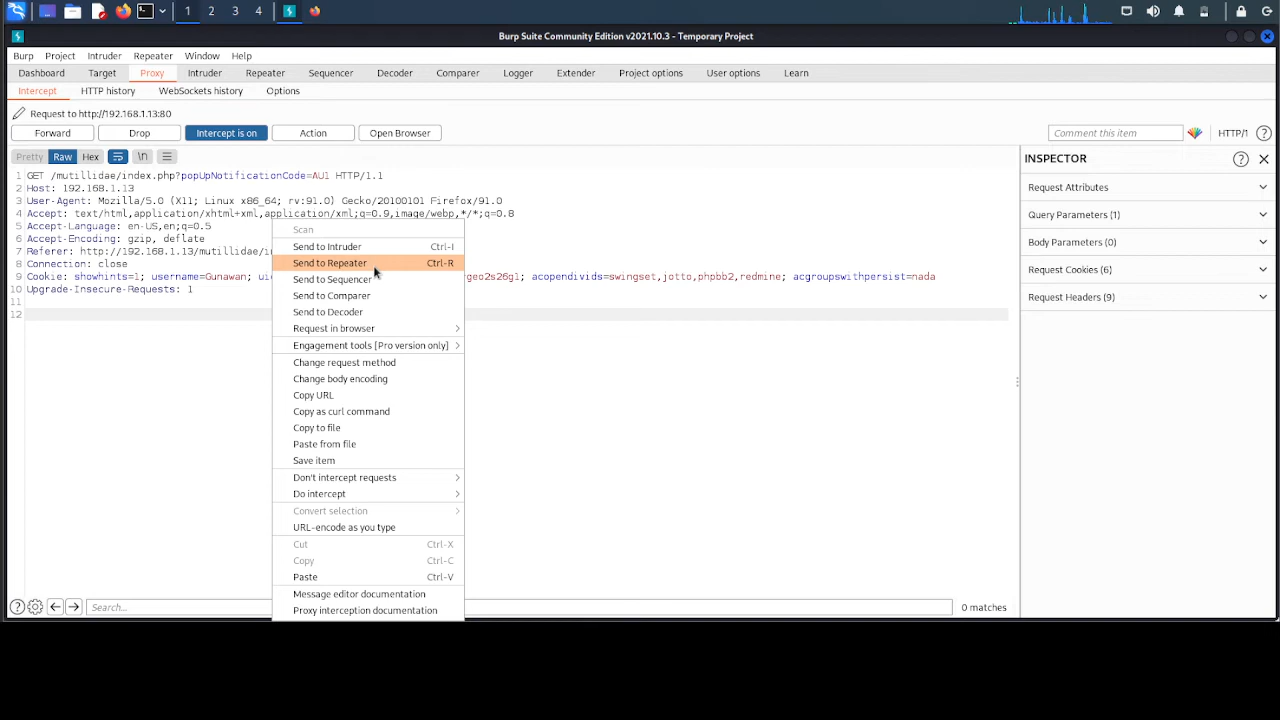 1 2 3 4
Burp Suite Community Edition v2021.10.3 - Temporary Project
Burp Project Intruder Repeater Window Help
Dashboard Target Proxy Intruder Repeater Sequencer Decoder Comparer Logger Extender Project options User options Learn
Intercept HTTP history WebSockets history Options
Request to http://192.168.1.13:80
Forward Drop Intercept is on Action Open Browser Comment this item HTTP/1 ?
Pretty Raw Hex \n
INSPECTOR ?
1 GET /mutillidae/index.php?popUpNotificationCode=AU1 HTTP/1.1
2 Host: 192.168.1.13
3 User-Agent: Mozilla/5.0 (X11; Linux x86_64; rv:91.0) Gecko/20100101 Firefox/91.0
4 Accept: text/html,application/xhtml+xml,application/xml;q=0.9,image/webp,*/*;q=0.8
5 Accept-Language: en-US,en;q=0.5
6 Accept-Encoding: gzip, deflate
7 Referer: http://192.168.1.13/mutillidae/i
8 Connection: close
9 Cookie: showhints=1; username=Gunawan; ui rgeo2s26g1; acopendivids=swingset,jotto,phpbb2,redmine; acgroupswithpersist=nada
10 Upgrade-Insecure-Requests: 1
11
12
Scan
Send to Intruder Ctrl-I
Send to Repeater Ctrl-R
Send to Sequencer
Send to Comparer
Send to Decoder
Request in browser
Engagement tools [Pro version only]
Change request method
Change body encoding
Copy URL
Copy as curl command
Copy to file
Paste from file
Save item
Don't intercept requests
Do intercept
Convert selection
URL-encode as you type
Cut Ctrl-X
Copy Ctrl-C
Paste Ctrl-V
Message editor documentation
Proxy interception documentation
Request Attributes
Query Parameters (1)
Body Parameters (0)
Request Cookies (6)
Request Headers (9)
? Search... 0 matches